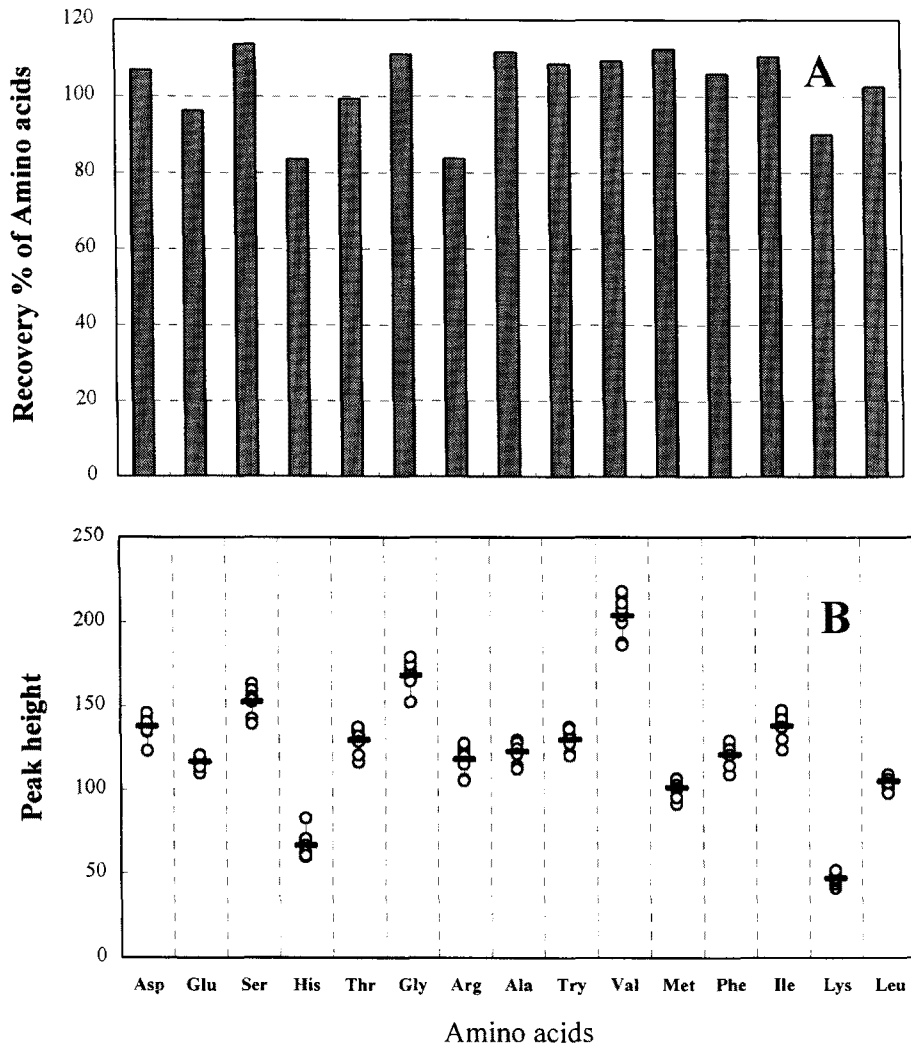 Recovery % of Amino acids
120
100
80
60
40
20
0
A
Peak height
250
200
150
100
50
0
B
Asp Glu Ser His Thr Gly Arg Ala Try Val Met Phe Ile Lys Leu
Amino acids